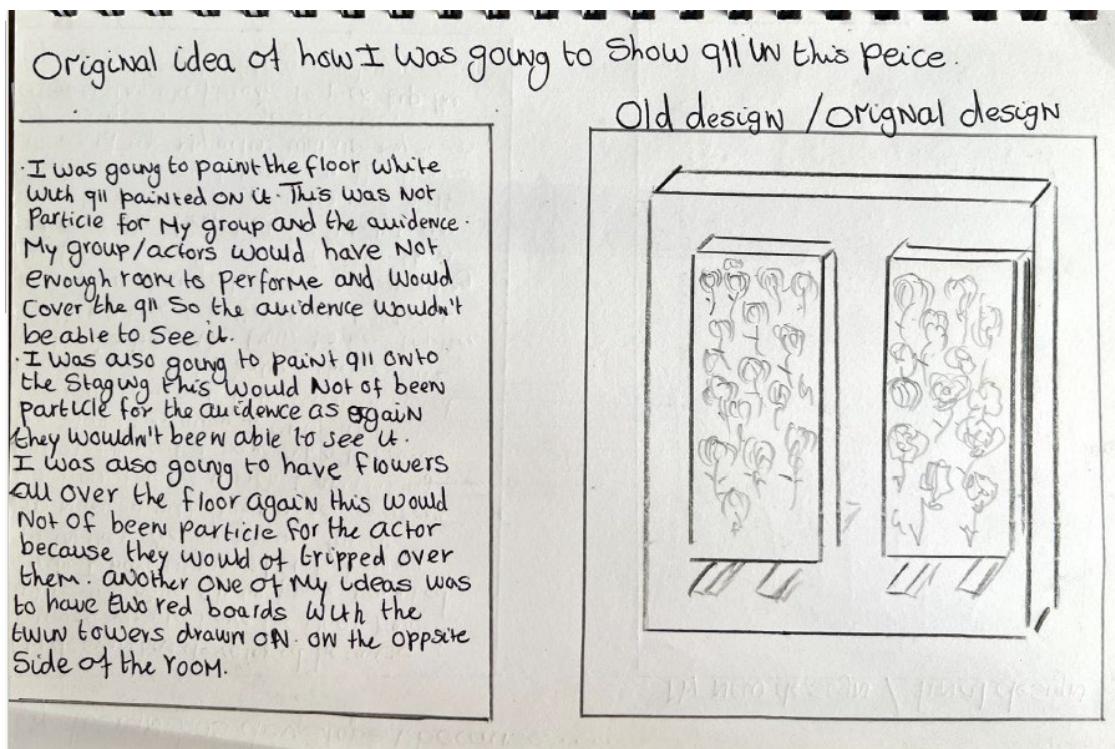 Original idea of how I was going to Show 911 in this peice.
Old design / Orignal design
· I was going to paint the floor white
with 911 painted on it. This was Not
Particle for My group and the auidence.
My group/actors would have Not
enough room to performe and would
Cover the 911 So the auidence wouldn't
be able to See it.
· I was also going to paint 911 onto
the Staging this would Not of been
particle for the auidence as again
they wouldn't been able to see it.
I was also going to have flowers
all over the floor again this would
Not of been particle for the actor
because they would of tripped over
them. another one of My ideas was
to have two red boards with the
twin towers drawn on. on the oppsite
Side of the room.